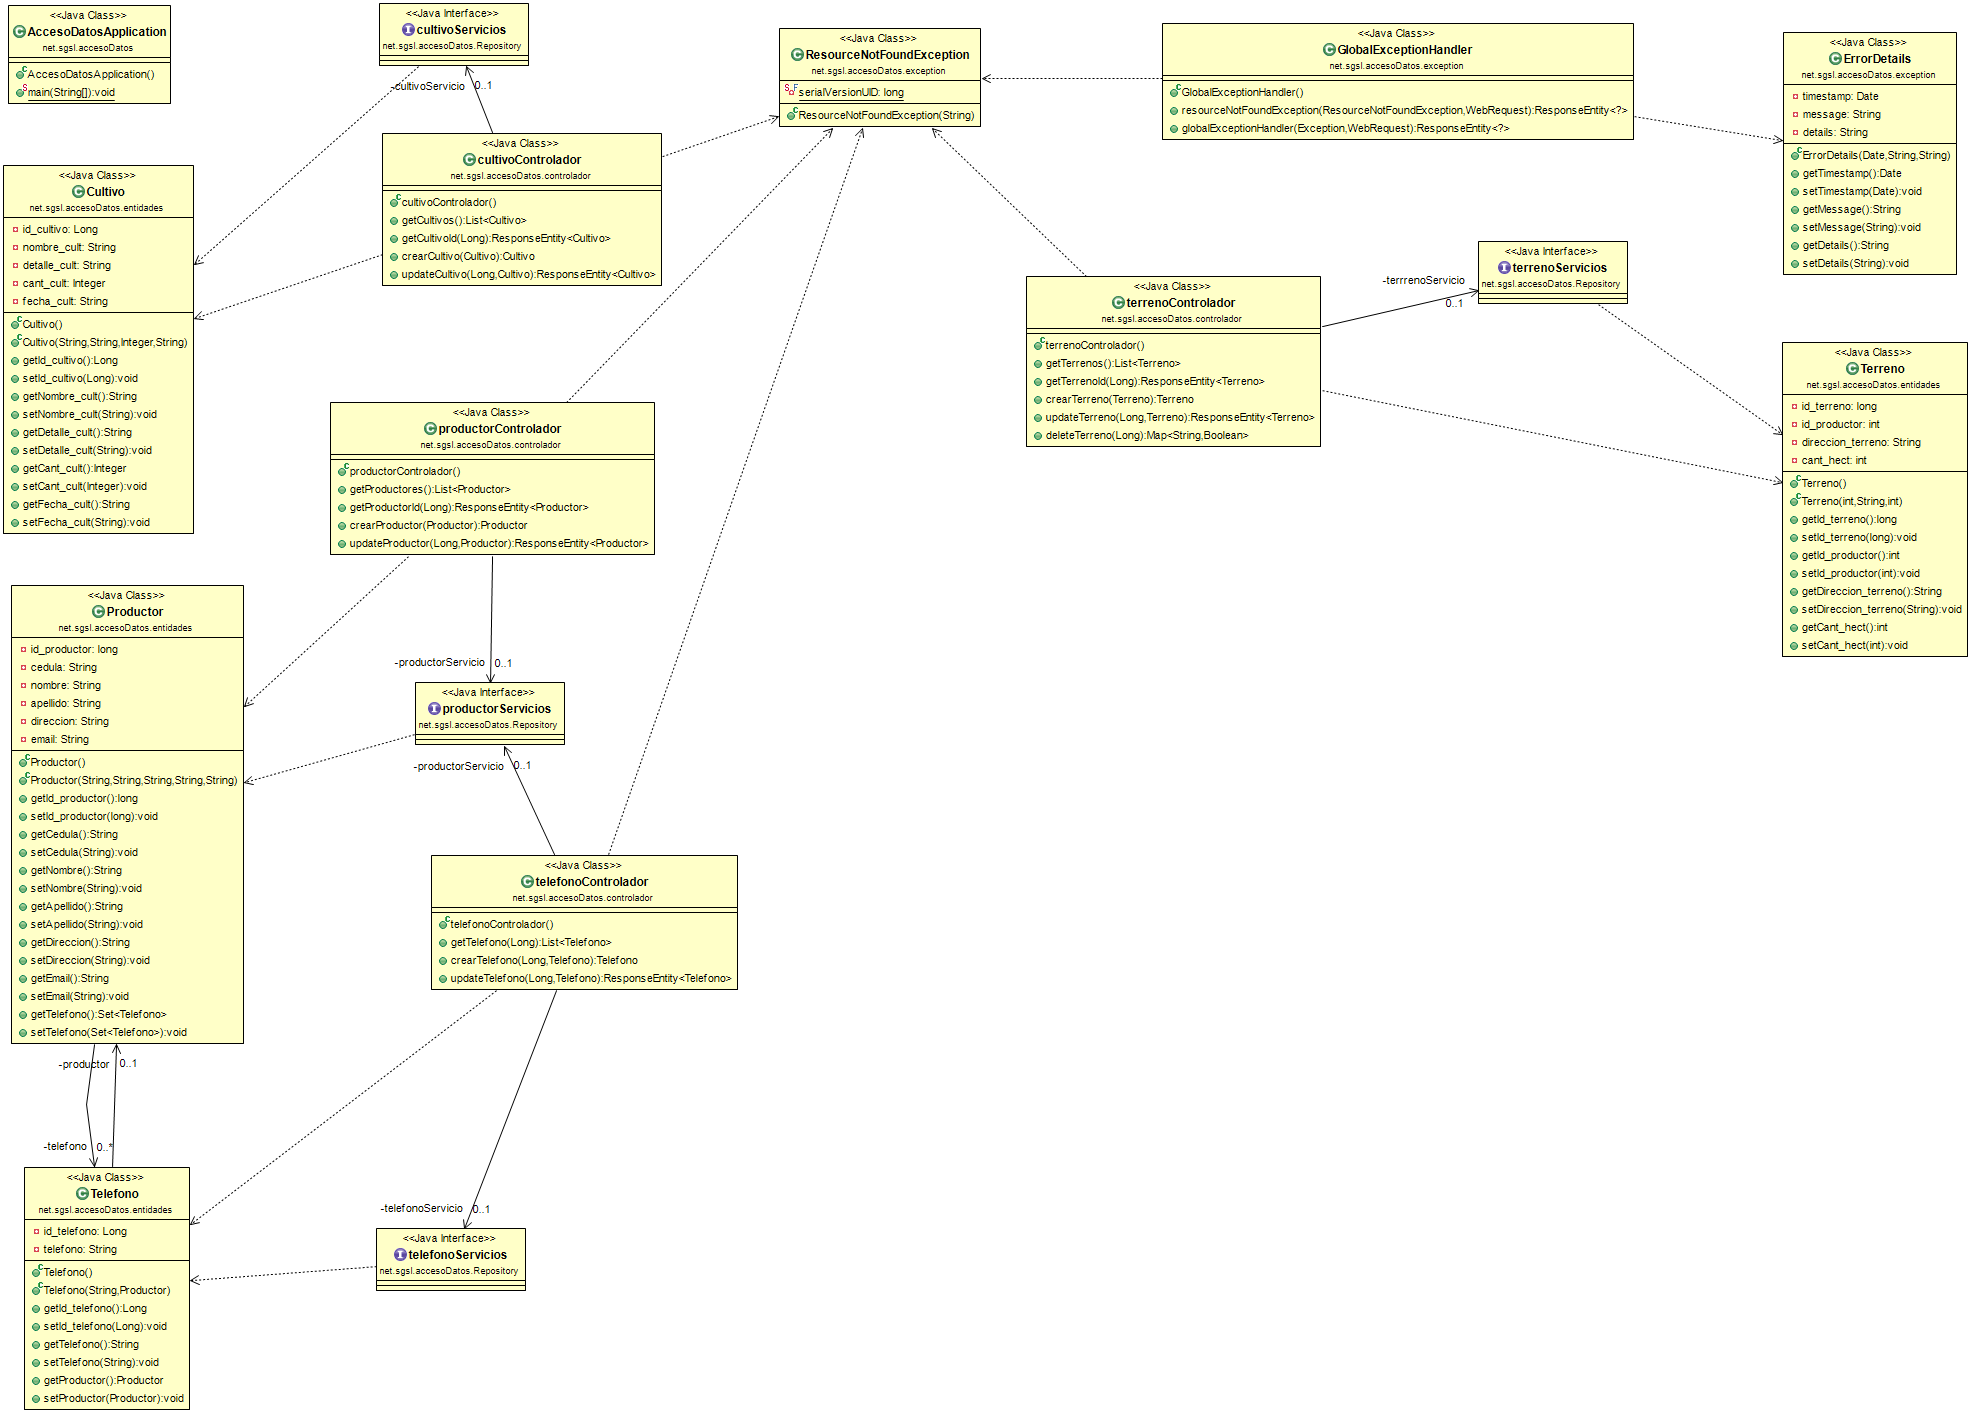 <<Java Class>>
AccesoDatosApplication
net.sgsl.accesoDatos
AccesoDatosApplication()
main(String[]):void
<<Java Interface>>
cultivoServicios
net.sgsl.accesoDatos.Repository
-cultivoServicio 0..1
<<Java Class>>
cultivoControlador
net.sgsl.accesoDatos.controlador
cultivoControlador()
getCultivos():List<Cultivo>
getCultivoId(Long):ResponseEntity<Cultivo>
crearCultivo(Cultivo):Cultivo
updateCultivo(Long,Cultivo):ResponseEntity<Cultivo>
<<Java Class>>
ResourceNotFoundException
net.sgsl.accesoDatos.exception
serialVersionUID: long
ResourceNotFoundException(String)
<<Java Class>>
GlobalExceptionHandler
net.sgsl.accesoDatos.exception
GlobalExceptionHandler()
resourceNotFoundException(ResourceNotFoundException,WebRequest):ResponseEntity<?>
globalExceptionHandler(Exception,WebRequest):ResponseEntity<?>
<<Java Class>>
ErrorDetails
net.sgsl.accesoDatos.exception
timestamp: Date
message: String
details: String
ErrorDetails(Date,String,String)
getTimestamp():Date
setTimestamp(Date):void
getMessage():String
setMessage(String):void
getDetails():String
setDetails(String):void
<<Java Class>>
Cultivo
net.sgsl.accesoDatos.entidades
id_cultivo: Long
nombre_cult: String
detalle_cult: String
cant_cult: Integer
fecha_cult: String
Cultivo()
Cultivo(String,String,Integer,String)
getId_cultivo():Long
setId_cultivo(Long):void
getNombre_cult():String
setNombre_cult(String):void
getDetalle_cult():String
setDetalle_cult(String):void
getCant_cult():Integer
setCant_cult(Integer):void
getFecha_cult():String
setFecha_cult(String):void
<<Java Class>>
terrenoControlador
net.sgsl.accesoDatos.controlador
terrenoControlador()
getTerrenos():List<Terreno>
getTerrenoId(Long):ResponseEntity<Terreno>
crearTerreno(Terreno):Terreno
updateTerreno(Long,Terreno):ResponseEntity<Terreno>
deleteTerreno(Long):Map<String,Boolean>
-terrrenoServicio
0..1
<<Java Interface>>
terrenoServicios
net.sgsl.accesoDatos.Repository
<<Java Class>>
Terreno
net.sgsl.accesoDatos.entidades
id_terreno: long
id_productor: int
direccion_terreno: String
cant_hect: int
Terreno()
Terreno(int,String,int)
getId_terreno():long
setId_terreno(long):void
getId_productor():int
setId_productor(int):void
getDireccion_terreno():String
setDireccion_terreno(String):void
getCant_hect():int
setCant_hect(int):void
<<Java Class>>
productorControlador
net.sgsl.accesoDatos.controlador
productorControlador()
getProductores():List<Productor>
getProductorId(Long):ResponseEntity<Productor>
crearProductor(Productor):Productor
updateProductor(Long,Productor):ResponseEntity<Productor>
-productorServicio 0..1
<<Java Interface>>
productorServicios
net.sgsl.accesoDatos.Repository
-productorServicio 0..1
<<Java Class>>
Productor
net.sgsl.accesoDatos.entidades
id_productor: long
cedula: String
nombre: String
apellido: String
direccion: String
email: String
Productor()
Productor(String,String,String,String,String)
getId_productor():long
setId_productor(long):void
getCedula():String
setCedula(String):void
getNombre():String
setNombre(String):void
getApellido():String
setApellido(String):void
getDireccion():String
setDireccion(String):void
getEmail():String
setEmail(String):void
getTelefono():Set<Telefono>
setTelefono(Set<Telefono>):void
<<Java Class>>
telefonoControlador
net.sgsl.accesoDatos.controlador
telefonoControlador()
getTelefono(Long):List<Telefono>
crearTelefono(Long,Telefono):Telefono
updateTelefono(Long,Telefono):ResponseEntity<Telefono>
-productor 0..1
-telefono 0..*
<<Java Class>>
Telefono
net.sgsl.accesoDatos.entidades
id_telefono: Long
telefono: String
Telefono()
Telefono(String,Productor)
getId_telefono():Long
setId_telefono(Long):void
getTelefono():String
setTelefono(String):void
getProductor():Productor
setProductor(Productor):void
-telefonoServicio 0..1
<<Java Interface>>
telefonoServicios
net.sgsl.accesoDatos.Repository